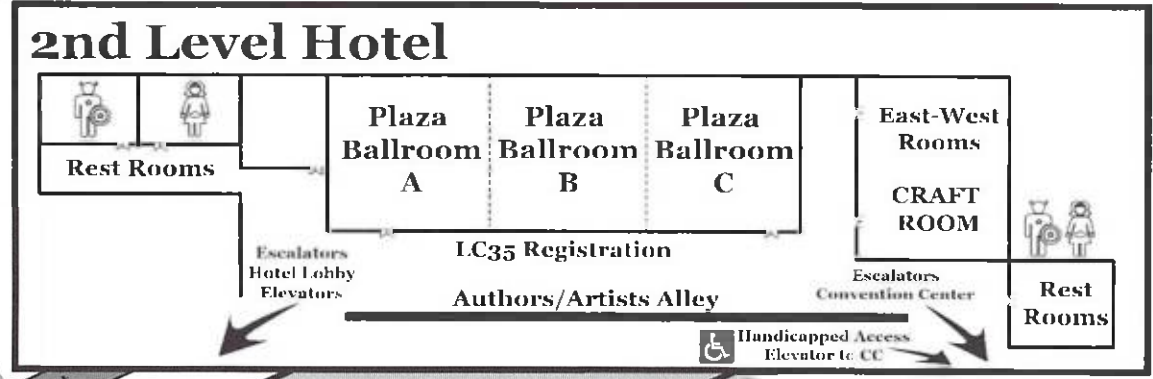 2nd Level Hotel
Rest Rooms
Plaza
Ballroom
A
Plaza
Ballroom
B
Plaza
Ballroom
C
East-West
Rooms
CRAFT
ROOM
LC35 Registration
Escalators
Hotel Lobby
Elevators
Authors/Artists Alley
Escalators
Convention Center
Rest
Rooms
Handicapped Access
Elevator to CC